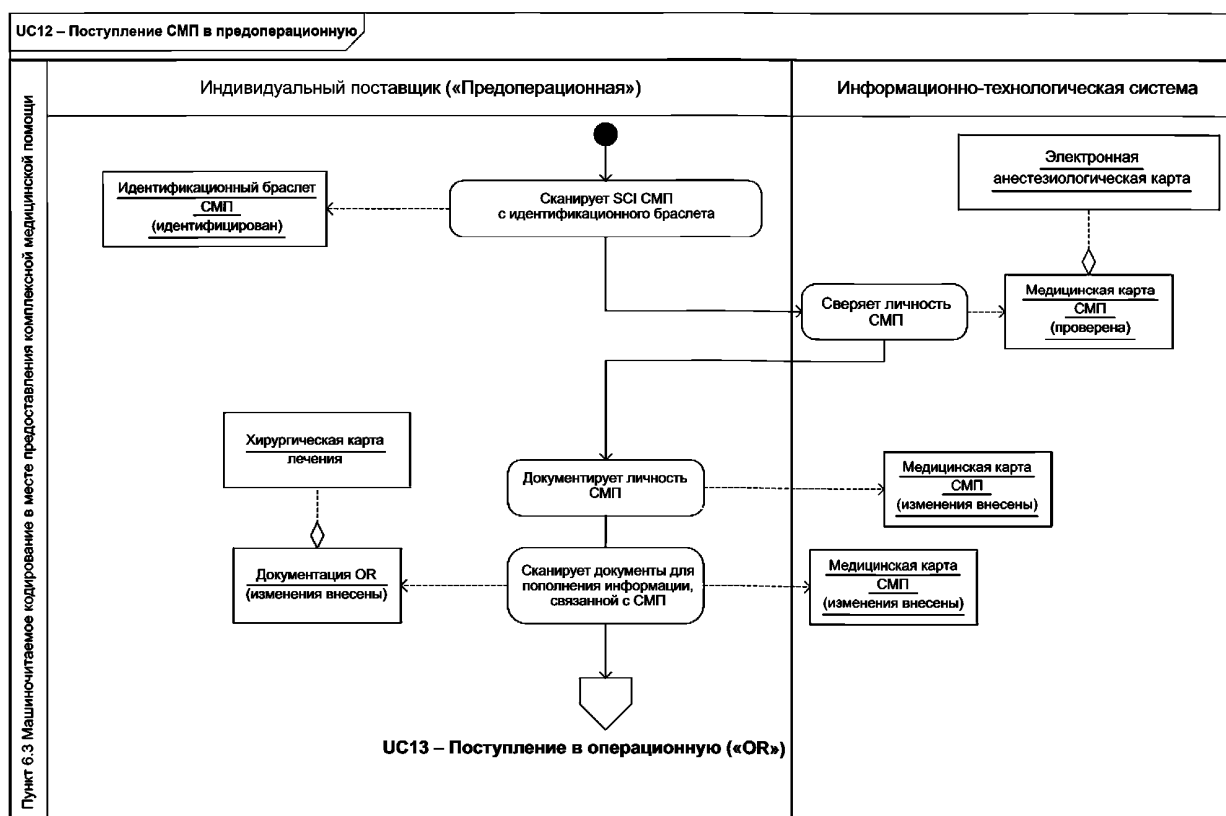 UC12 – Поступление СМП в предоперационную
Пункт 6.3 Машиночитаемое кодирование в месте предоставления комплексной медицинской помощи
Индивидуальный поставщик («Предоперационная»)
Информационно-технологическая система
Электронная
анестезиологическая карта
Идентификационный браслет
СМП
(идентифицирован)
Сканирует SCI СМП
с идентификационного браслета
Сверяет личность
СМП
Медицинская карта
СМП
(проверена)
Хирургическая карта
лечения
Документирует личность
СМП
Медицинская карта
СМП
(изменения внесены)
Документация OR
(изменения внесены)
Сканирует документы для
пополнения информации,
связанной с СМП
Медицинская карта
СМП
(изменения внесены)
UC13 – Поступление в операционную («OR»)